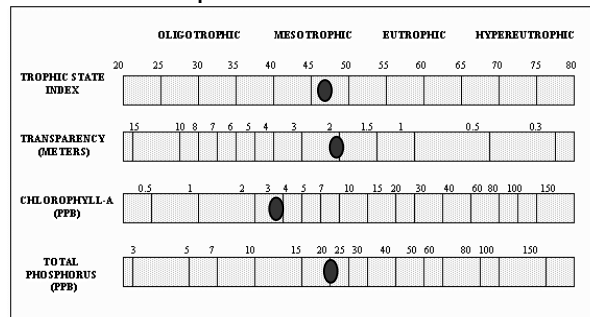 OLIGOTROPHIC MESOTROPHIC EUTROPHIC HYPEREUTROPHIC
20 25 30 35 40 45 50 55 60 65 70 75 80
TROPHIC STATE
INDEX
15 10 8 7 6 5 4 3 2 1.5 1 0.5 0.3
TRANSPARENCY
(METERS)
0.5 1 2 3 4 5 7 10 15 20 30 40 60 80 100 150
CHLOROPHYLL-A
(PPB)
3 5 7 10 15 20 25 30 40 50 60 80 100 150
TOTAL
PHOSPHORUS
(PPB)